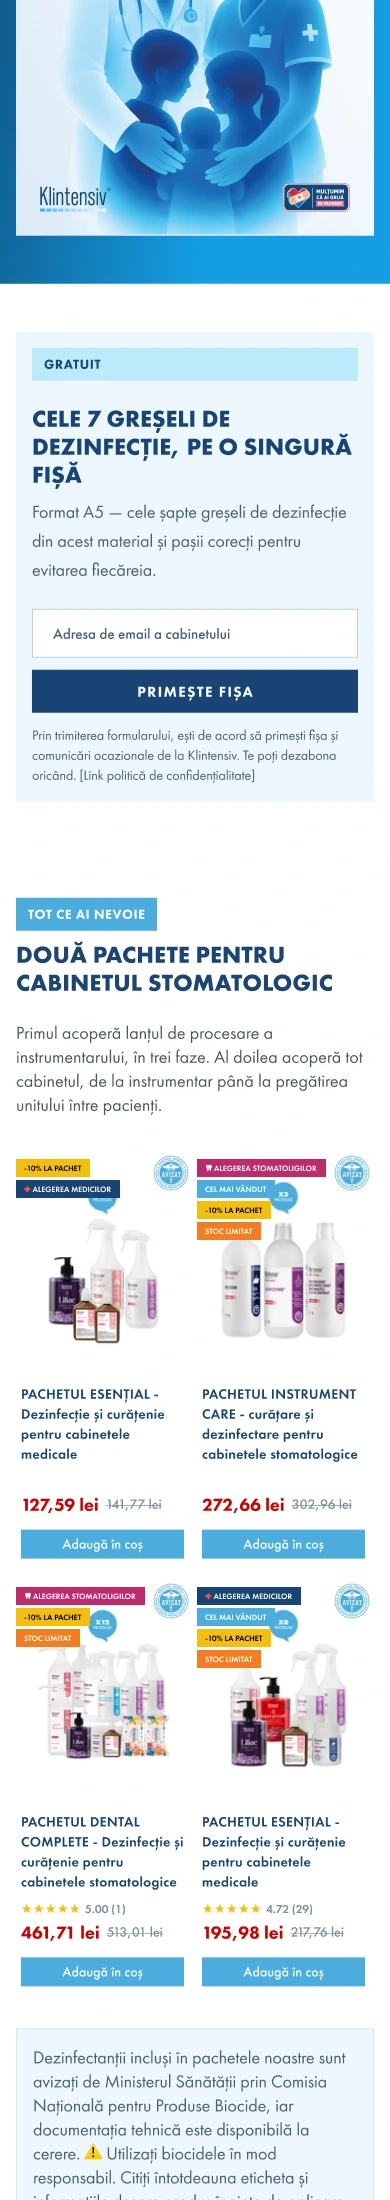 Klintensiv®
MULȚUMIM
CĂ AI GRIJĂ
DE PACIENȚI
GRATUIT
CELE 7 GREȘELI DE
DEZINFECȚIE, PE O SINGURĂ
FIȘĂ
Format A5 — cele șapte greșeli de dezinfecție
din acest material și pașii corecți pentru
evitarea fiecăreia.
Adresa de email a cabinetului
PRIMEȘTE FIȘA
Prin trimiterea formularului, ești de acord să primești fișa și
comunicări ocazionale de la Klintensiv. Te poți dezabona
oricând. [Link politică de confidențialitate]
TOT CE AI NEVOIE
DOUĂ PACHETE PENTRU
CABINETUL STOMATOLOGIC
Primul acoperă lanțul de procesare a
instrumentarului, în trei faze. Al doilea acoperă tot
cabinetul, de la instrumentar până la pregătirea
unitului între pacienți.
-10% LA PACHET
ALEGEREA MEDICILOR
AVIZAT
Liliac
PACHETUL ESENȚIAL -
Dezinfecție și curățenie
pentru cabinetele
medicale
127,59 lei 141,77 lei
Adaugă în coș
ALEGEREA STOMATOLIGILOR
CEL MAI VÂNDUT
-10% LA PACHET
STOC LIMITAT
X3
AVIZAT
PACHETUL INSTRUMENT
CARE - curățare și
dezinfectare pentru
cabinetele stomatologice
272,66 lei 302,96 lei
Adaugă în coș
ALEGEREA STOMATOLIGILOR
-10% LA PACHET
STOC LIMITAT
X12
AVIZAT
PACHETUL DENTAL
COMPLETE - Dezinfecție și
curățenie pentru
cabinetele stomatologice
5.00 (1)
461,71 lei 513,01 lei
Adaugă în coș
ALEGEREA MEDICILOR
CEL MAI VÂNDUT
-10% LA PACHET
STOC LIMITAT
X8
AVIZAT
PACHETUL ESENȚIAL -
Dezinfecție și curățenie
pentru cabinetele
medicale
4.72 (29)
195,98 lei 217,76 lei
Adaugă în coș
Dezinfectanții incluși în pachetele noastre sunt
avizați de Ministerul Sănătății prin Comisia
Națională pentru Produse Biocide, iar
documentația tehnică este disponibilă la
cerere. ⚠️ Utilizați biocidele în mod
responsabil. Citiți întotdeauna eticheta și